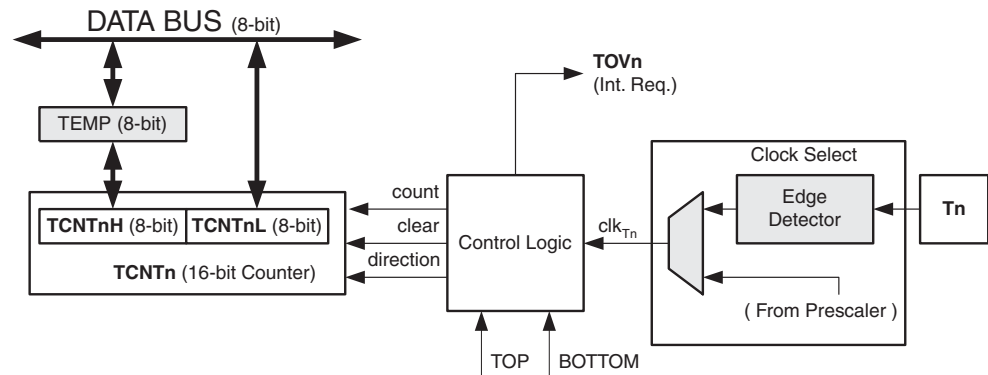 DATA BUS (8-bit)
TOVn
(Int. Req.)
TEMP (8-bit)
Clock Select
count
Edge
Detector
Tn
TCNTnH (8-bit)
TCNTnL (8-bit)
clear
Control Logic
clkTn
direction
TCNTn (16-bit Counter)
( From Prescaler )
TOP
BOTTOM